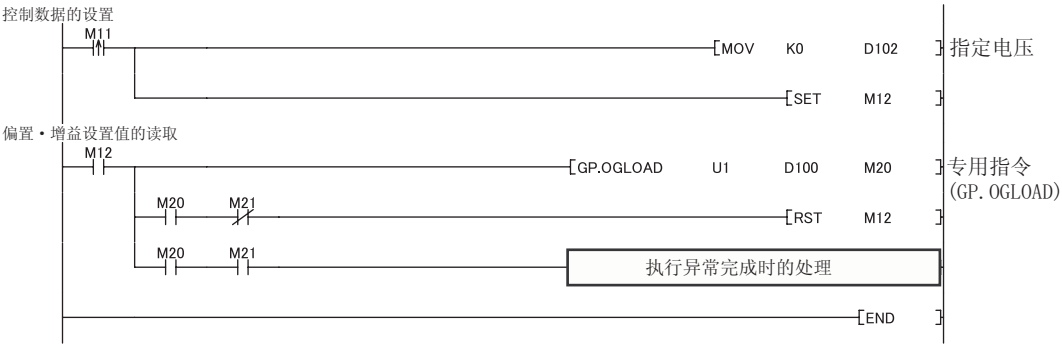 控制数据的设置
M11
[MOV K0 D102 ] 指定电压
[SET M12 ]
偏置·增益设置值的读取
M12
[GP.OGLOAD U1 D100 M20 ] 专用指令
(GP.OGLOAD)
M20 M21
[RST M12 ]
M20 M21
执行异常完成时的处理
[END ]